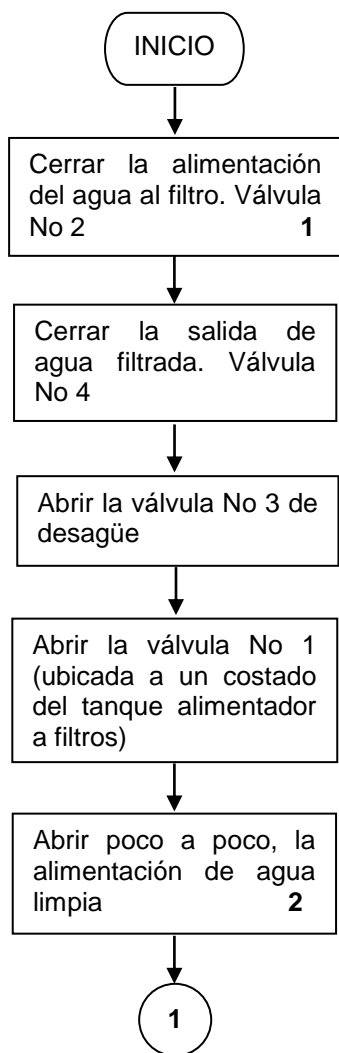 INICIO
Cerrar la alimentación
del agua al filtro. Válvula
No 2 1
Cerrar la salida de
agua filtrada. Válvula
No 4
Abrir la válvula No 3 de
desagüe
Abrir la válvula No 1
(ubicada a un costado
del tanque alimentador
a filtros)
Abrir poco a poco, la
alimentación de agua
limpia 2
1